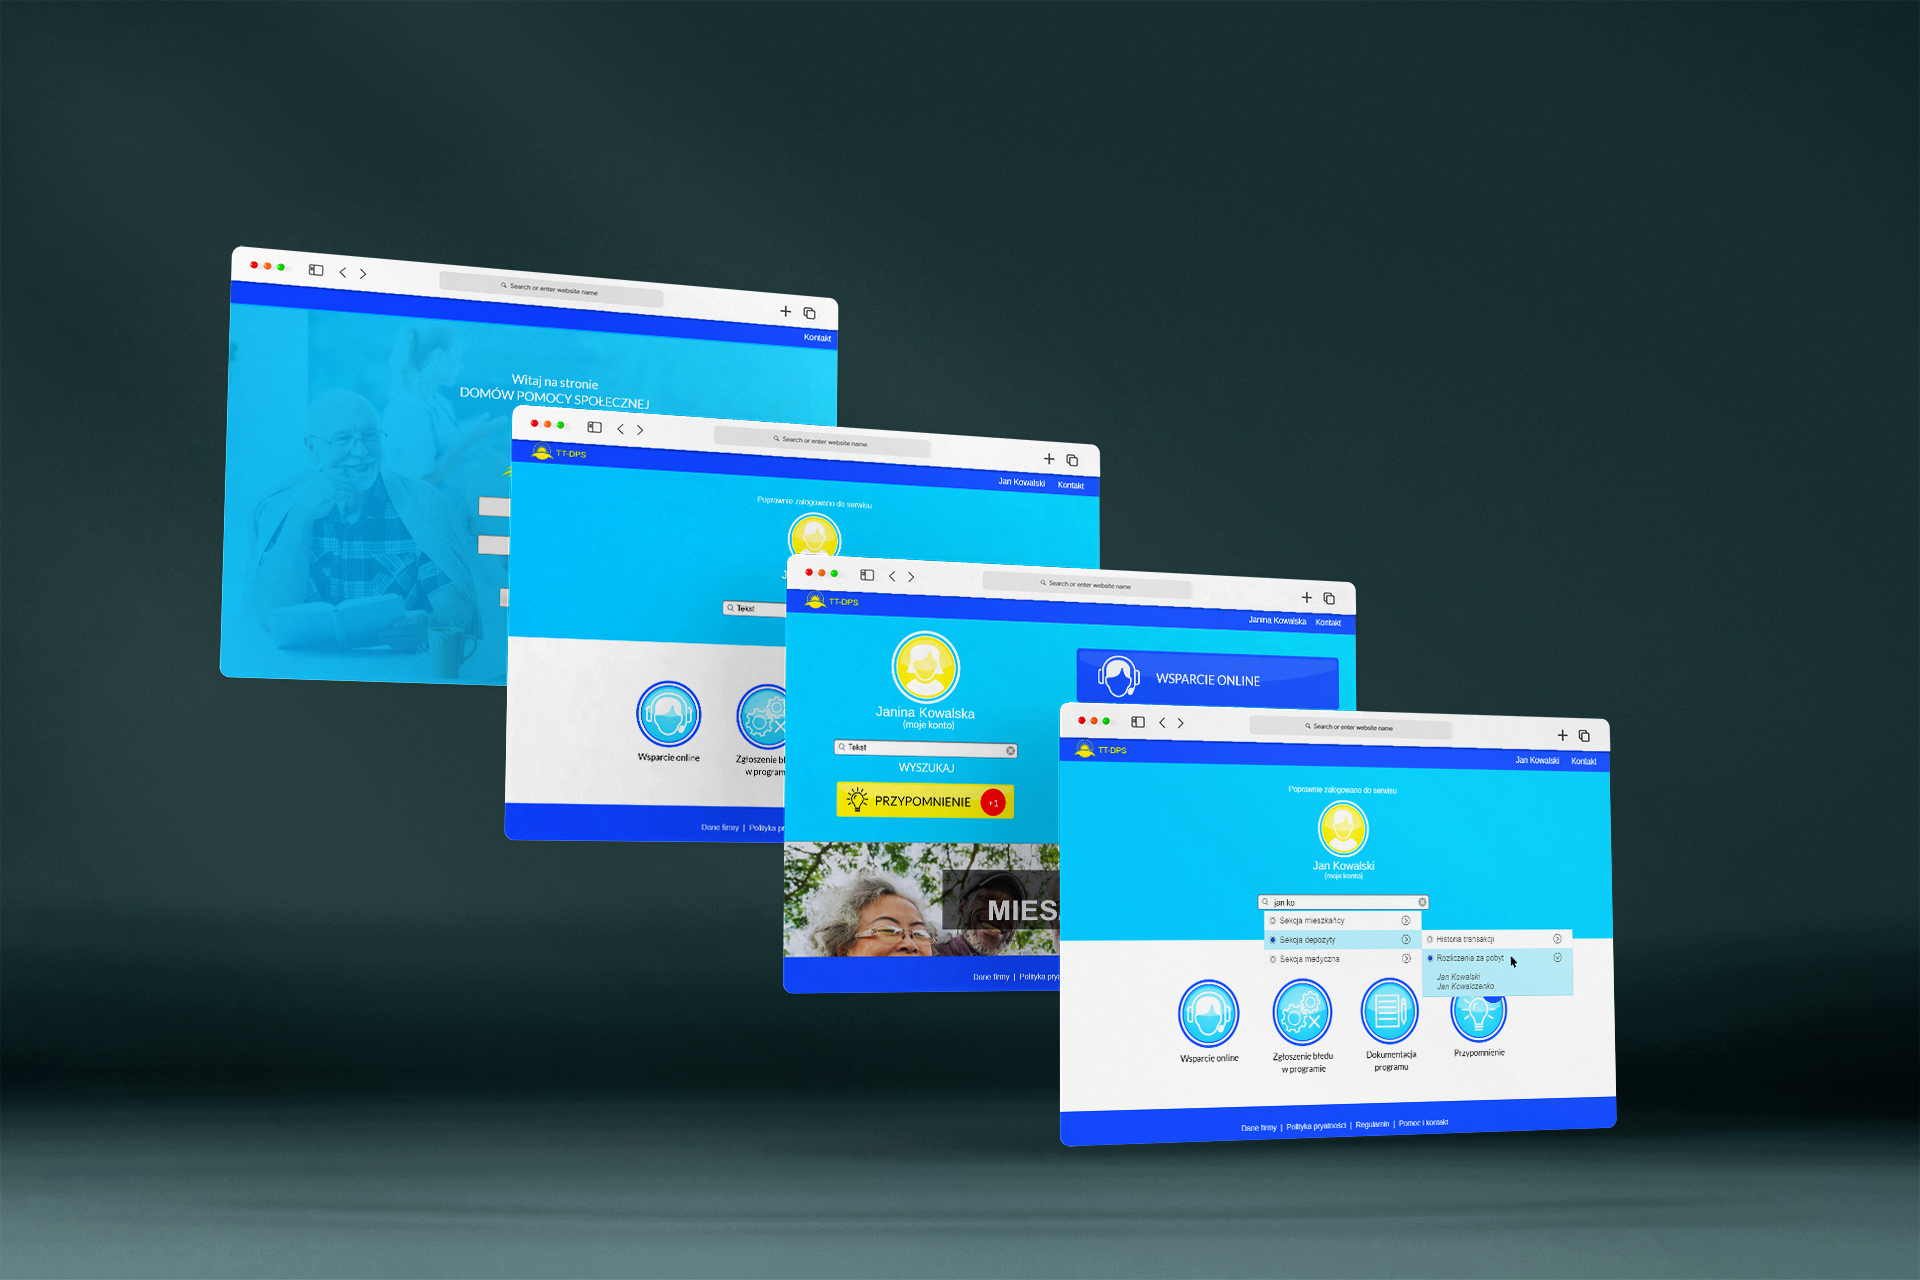 Search or enter website name
Kontakt
Witaj na stronie
DOMÓW POMOCY SPOŁECZNEJ
Search or enter website name
TT-DPS
Jan Kowalski
Kontakt
Poprawnie zalogowano do serwisu
Tekst
Wsparcie online
Zgłoszenie bł
w program
Dane firmy | Polityka pr
Search or enter website name
TT-DPS
Janina Kowalska
Kontakt
Janina Kowalska
(moje konto)
Tekst
WYSZUKAJ
PRZYPOMNIENIE +1
WSPARCIE ONLINE
MIESZ
Dane firmy | Polityka pry
Search or enter website name
TT-DPS
Jan Kowalski
Kontakt
Poprawnie zalogowano do serwisu
Jan Kowalski
(moje konto)
jan ko
Sekcja mieszkańcy
Sekcja depozyty
Sekcja medyczna
Historia transakcji
Rozliczenia za pobyt
Jan Kowalski
Jan Kowalczenko
Wsparcie online
Zgłoszenie błedu
w programie
Dokumentacja
programu
Przypomnienie
Dane firmy | Polityka prywatności | Regulamin | Pomoc i kontakt